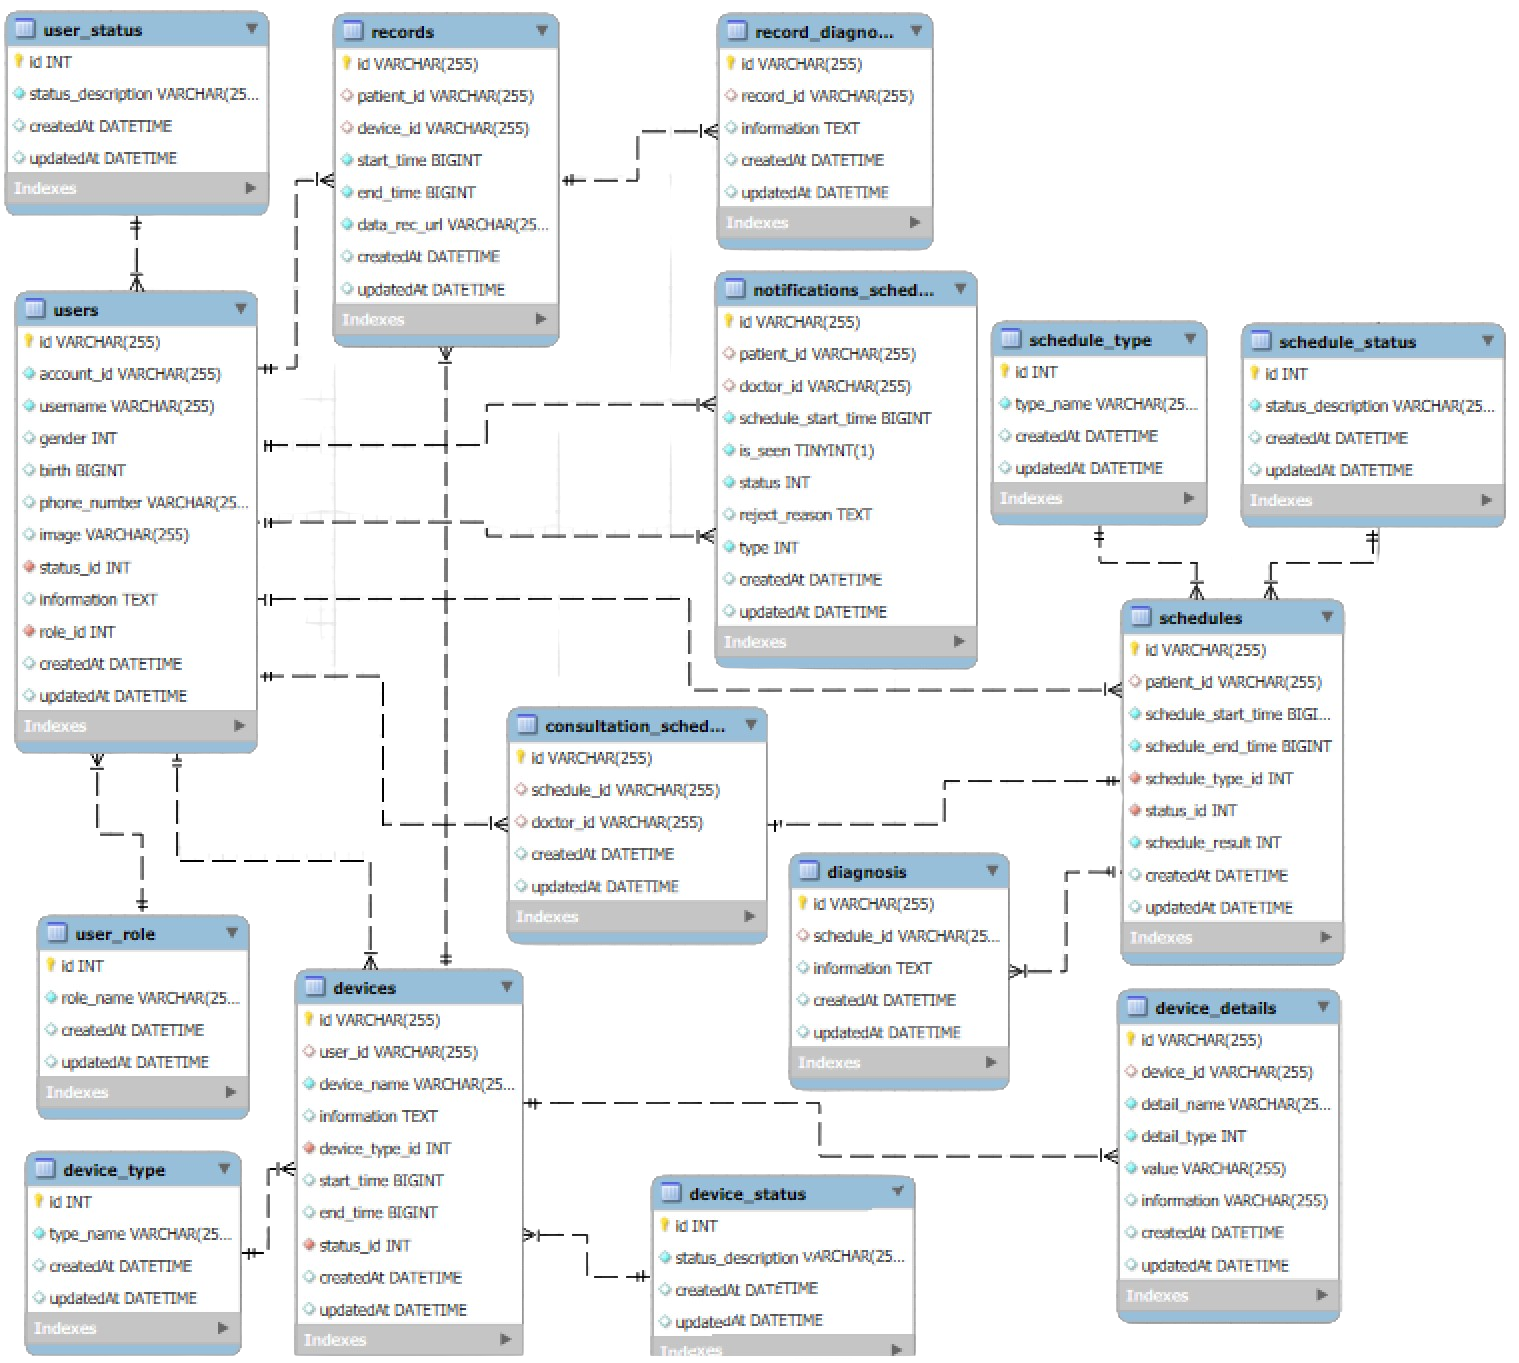 user_status
id INT
status_description VARCHAR(25...
createdAt DATETIME
updatedAt DATETIME
Indexes
records
id VARCHAR(255)
patient_id VARCHAR(255)
device_id VARCHAR(255)
start_time BIGINT
end_time BIGINT
data_rec_url VARCHAR(25...
createdAt DATETIME
updatedAt DATETIME
Indexes
record_diagno...
id VARCHAR(255)
record_id VARCHAR(255)
information TEXT
createdAt DATETIME
updatedAt DATETIME
Indexes
users
id VARCHAR(255)
account_id VARCHAR(255)
username VARCHAR(255)
gender INT
birth BIGINT
phone_number VARCHAR(25...
image VARCHAR(255)
status_id INT
information TEXT
role_id INT
createdAt DATETIME
updatedAt DATETIME
Indexes
notifications_sched...
id VARCHAR(255)
patient_id VARCHAR(255)
doctor_id VARCHAR(255)
schedule_start_time BIGINT
is_seen TINYINT(1)
status INT
reject_reason TEXT
type INT
createdAt DATETIME
updatedAt DATETIME
Indexes
schedule_type
id INT
type_name VARCHAR(25...
createdAt DATETIME
updatedAt DATETIME
Indexes
schedule_status
id INT
status_description VARCHAR(25...
createdAt DATETIME
updatedAt DATETIME
Indexes
schedules
id VARCHAR(255)
patient_id VARCHAR(255)
schedule_start_time BIGI...
schedule_end_time BIGINT
schedule_type_id INT
status_id INT
schedule_result INT
createdAt DATETIME
updatedAt DATETIME
Indexes
consultation_sched...
id VARCHAR(255)
schedule_id VARCHAR(255)
doctor_id VARCHAR(255)
createdAt DATETIME
updatedAt DATETIME
Indexes
diagnosis
id VARCHAR(255)
schedule_id VARCHAR(25...
information TEXT
createdAt DATETIME
updatedAt DATETIME
Indexes
user_role
id INT
role_name VARCHAR(25...
createdAt DATETIME
updatedAt DATETIME
Indexes
devices
id VARCHAR(255)
user_id VARCHAR(255)
device_name VARCHAR(25...
information TEXT
device_type_id INT
start_time BIGINT
end_time BIGINT
status_id INT
createdAt DATETIME
updatedAt DATETIME
Indexes
device_details
id VARCHAR(255)
device_id VARCHAR(255)
detail_name VARCHAR(25...
detail_type INT
value VARCHAR(255)
information VARCHAR(255)
createdAt DATETIME
updatedAt DATETIME
Indexes
device_type
id INT
type_name VARCHAR(25...
createdAt DATETIME
updatedAt DATETIME
Indexes
device_status
id INT
status_description VARCHAR(25...
createdAt DATETIME
updatedAt DATETIME
Indexes